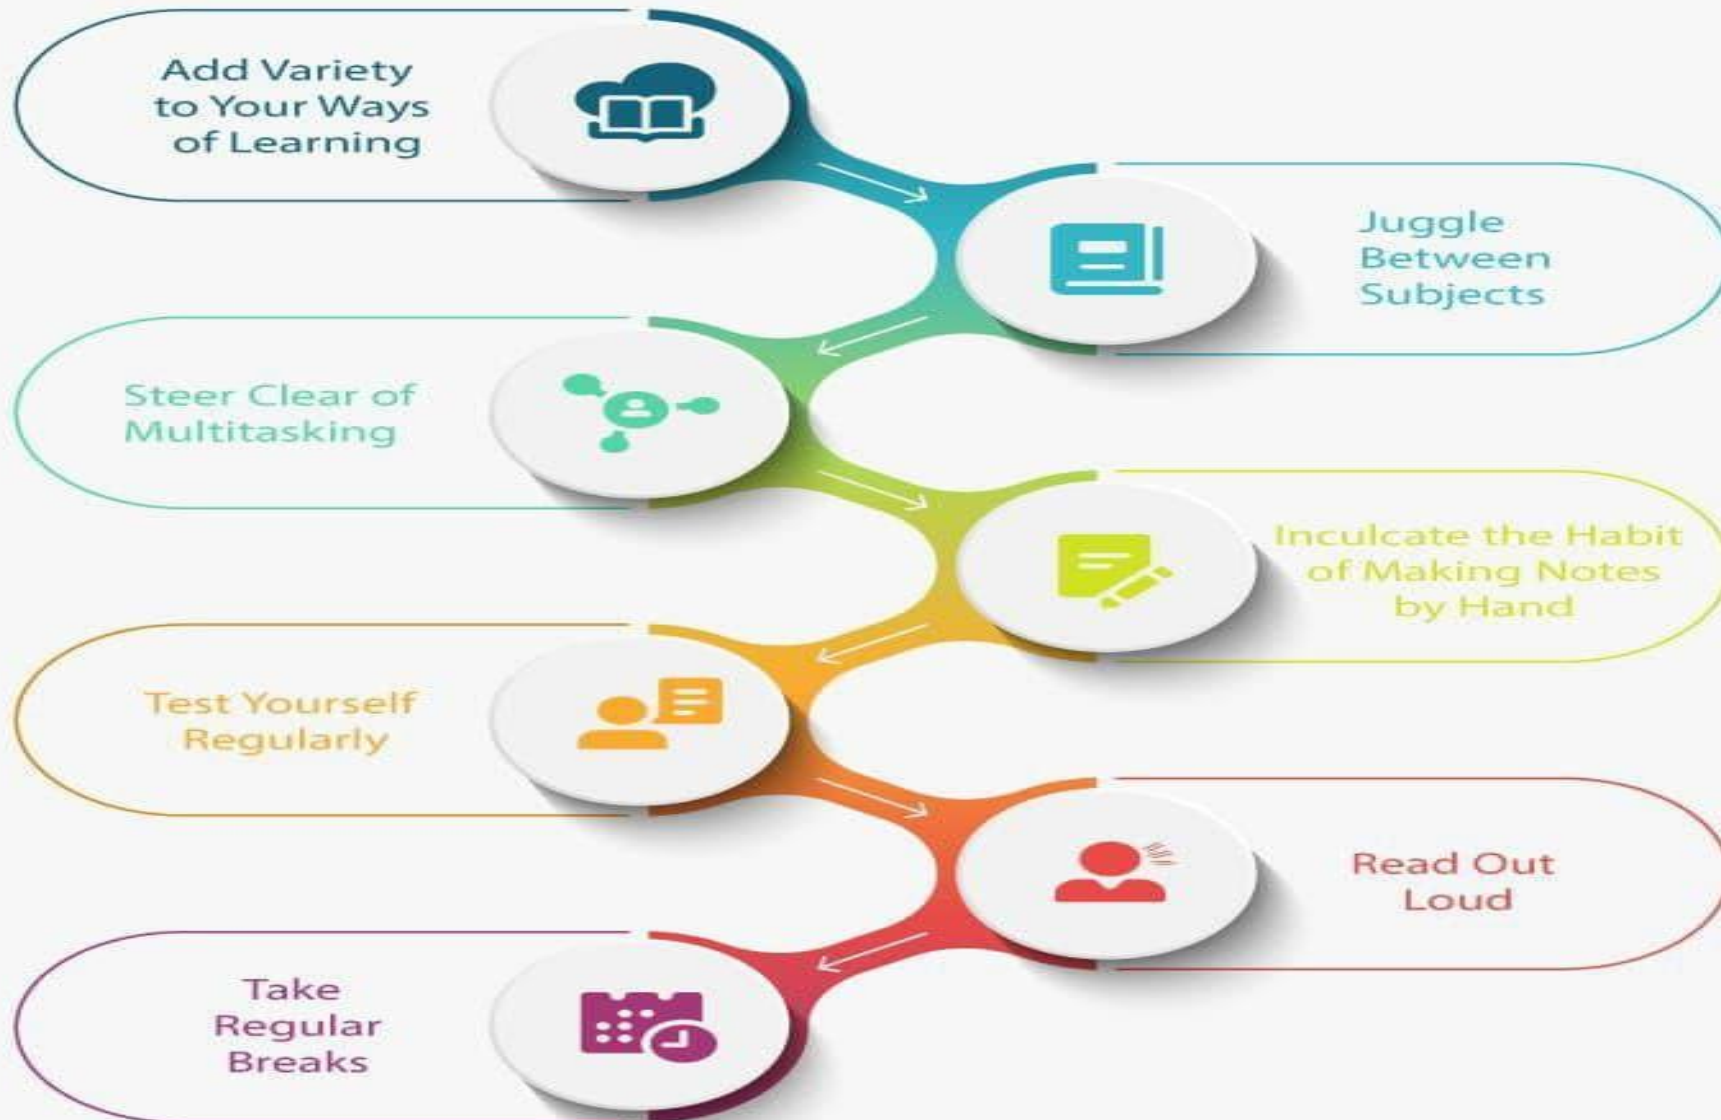 Add Variety
to Your Ways
of Learning
Juggle
Between
Subjects
Steer Clear of
Multitasking
Inculcate the Habit
of Making Notes
by Hand
Test Yourself
Regularly
Read Out
Loud
Take
Regular
Breaks